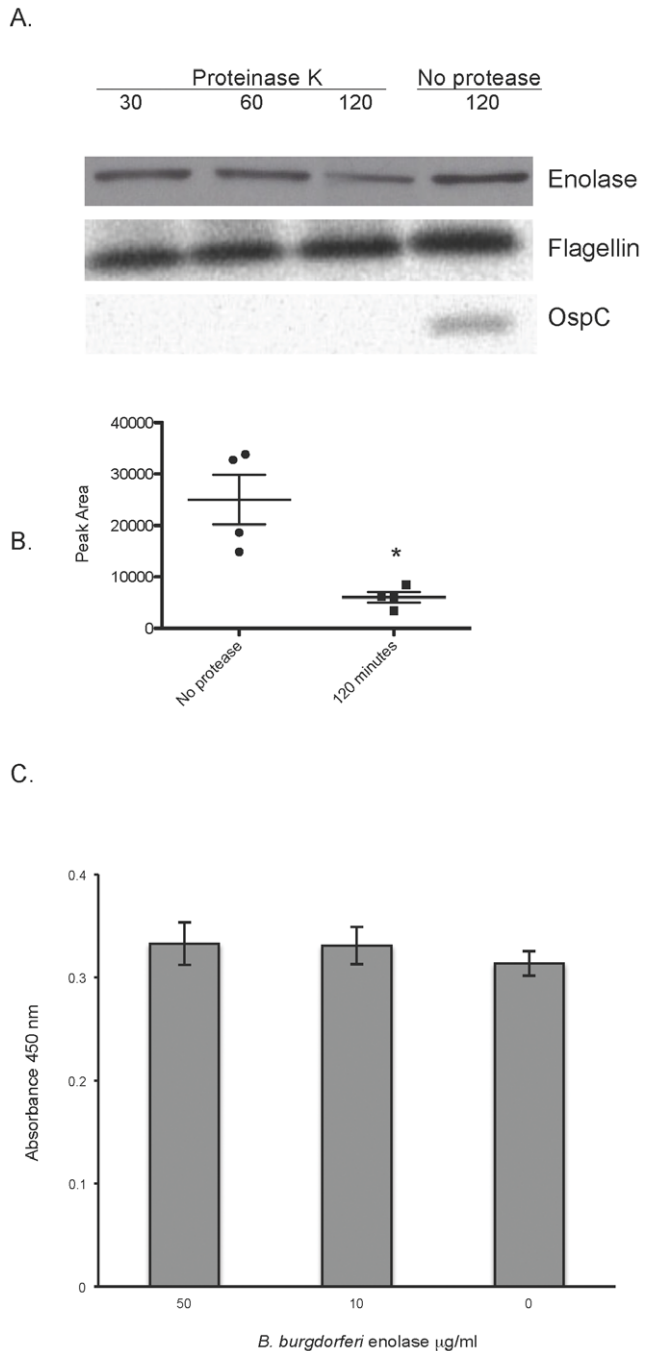 A.
Proteinase K No protease
30 60 120 120
Enolase
Flagellin
OspC
B.
40000
30000
20000
10000
0
Peak Area
*
No protease
120 minutes
C.
0.4
0.3
0.2
0.1
0
Absorbance 450 nm
50 10 0
B. burgdorferi enolase μg/ml